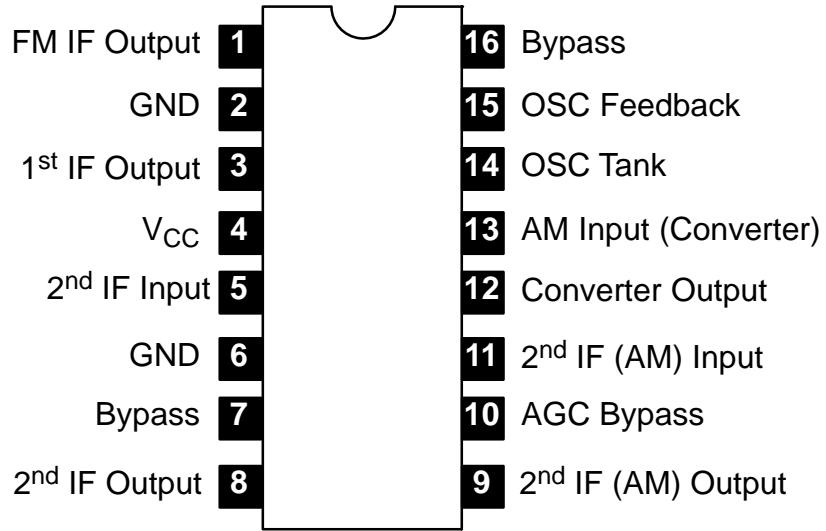 FM IF Output 1 16 Bypass
GND 2 15 OSC Feedback
1st IF Output 3 14 OSC Tank
VCC 4 13 AM Input (Converter)
2nd IF Input 5 12 Converter Output
GND 6 11 2nd IF (AM) Input
Bypass 7 10 AGC Bypass
2nd IF Output 8 9 2nd IF (AM) Output